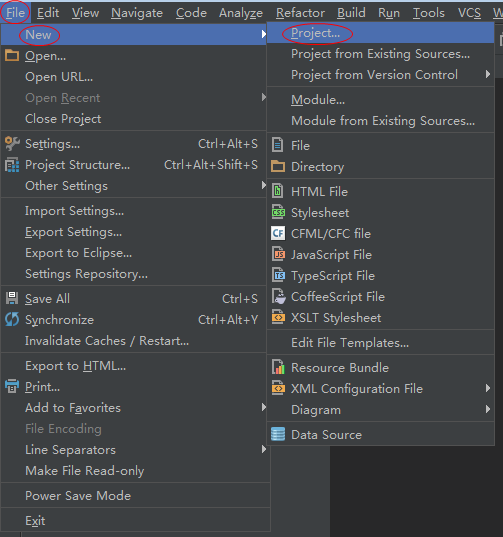 File Edit View Navigate Code Analyze Refactor Build Run Tools VCS
New
Open...
Open URL...
Open Recent
Close Project
Settings... Ctrl+Alt+S
Project Structure... Ctrl+Alt+Shift+S
Other Settings
Import Settings...
Export Settings...
Export to Eclipse...
Settings Repository...
Save All Ctrl+S
Synchronize Ctrl+Alt+Y
Invalidate Caches / Restart...
Export to HTML...
Print...
Add to Favorites
File Encoding
Line Separators
Make File Read-only
Power Save Mode
Exit
Project...
Project from Existing Sources...
Project from Version Control
Module...
Module from Existing Sources...
File
Directory
HTML File
Stylesheet
CFML/CFC file
JavaScript File
TypeScript File
CoffeeScript File
XSLT Stylesheet
Edit File Templates...
Resource Bundle
XML Configuration File
Diagram
Data Source